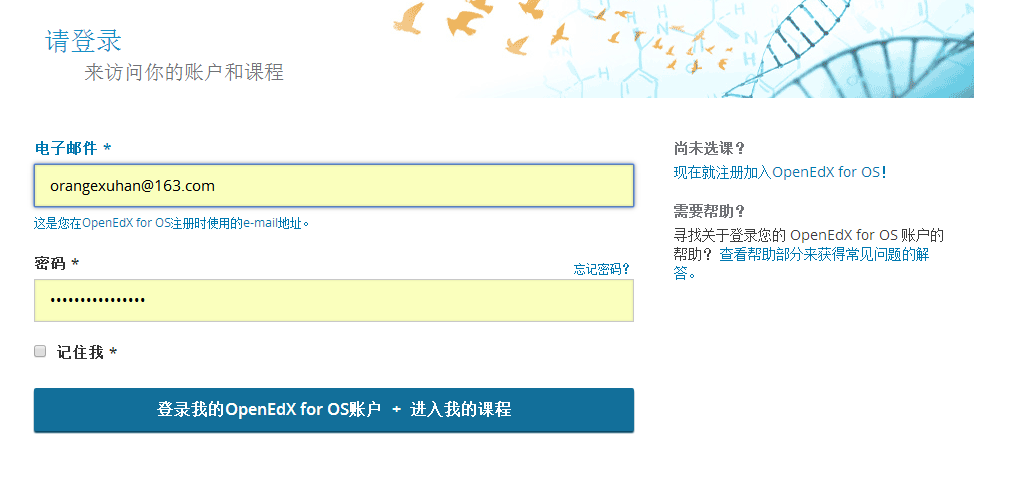 请登录
来访问你的账户和课程
电子邮件 *
orangexuhan@163.com
这是您在OpenEdX for OS注册时使用的e-mail地址。
密码 *
忘记密码？
••••••••••••••••
记住我 *
登录我的OpenEdX for OS账户 + 进入我的课程
尚未选课？
现在就注册加入OpenEdX for OS！
需要帮助？
寻找关于登录您的 OpenEdX for OS 账户的
帮助？ 查看帮助部分来获得常见问题的解
答。